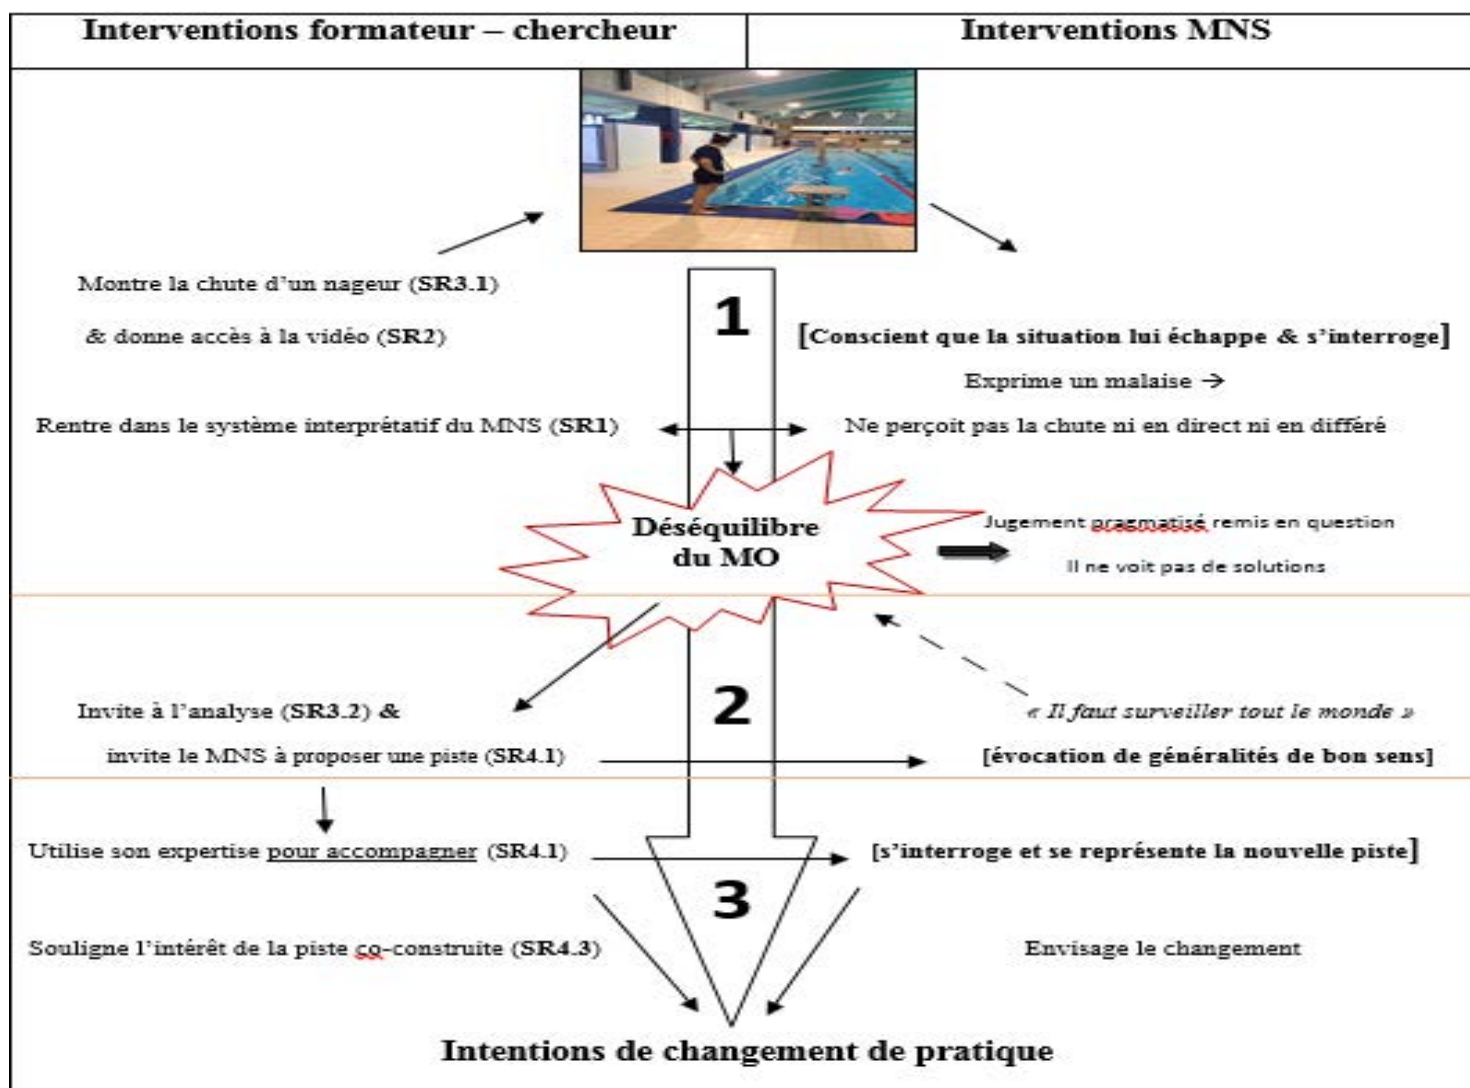 Interventions formateur – chercheur
Interventions MNS
Montre la chute d’un nageur (SR3.1)
& donne accès à la vidéo (SR2)
1
[Conscient que la situation lui échappe & s’interroge]
Exprime un malaise →
Rentre dans le système interprétatif du MNS (SR1)
Ne perçoit pas la chute ni en direct ni en différé
Déséquilibre
du MO
Jugement pragmatisé remis en question
Il ne voit pas de solutions
2
Invite à l’analyse (SR3.2) &
« Il faut surveiller tout le monde »
invite le MNS à proposer une piste (SR4.1)
[évocation de généralités de bon sens]
Utilise son expertise pour accompagner (SR4.1)
[s’interroge et se représente la nouvelle piste]
3
Souligne l’intérêt de la piste co-construite (SR4.3)
Envisage le changement
Intentions de changement de pratique